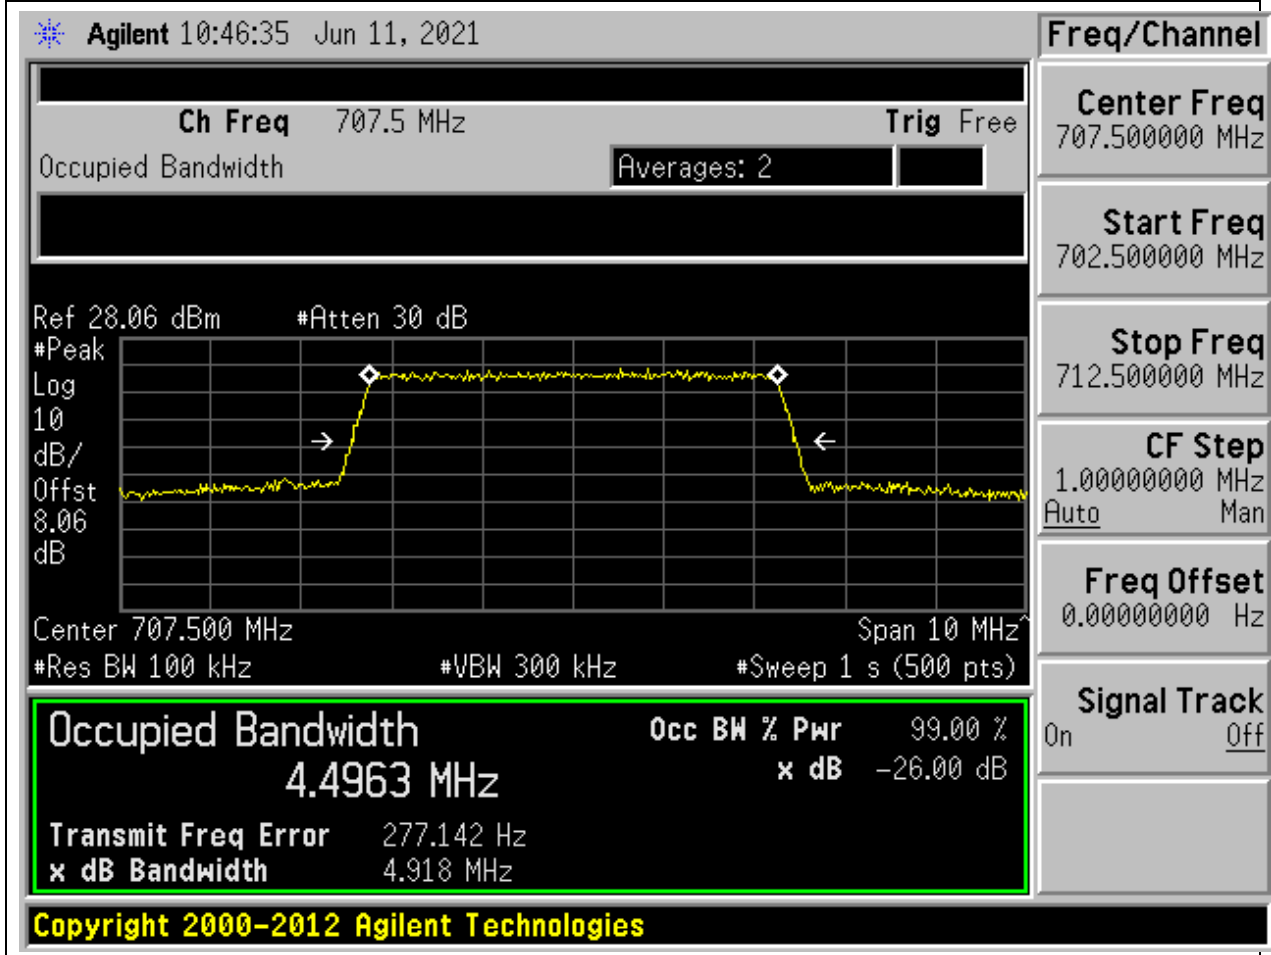 Agilent 10:46:35 Jun 11, 2021
Freq/Channel
Ch Freq 707.5 MHz Trig Free
Occupied Bandwidth Averages: 2
Ref 28.06 dBm #Atten 30 dB
#Peak
Log
10
dB/
Offst
8.06
dB
Center 707.500 MHz Span 10 MHz^
#Res BW 100 kHz #VBW 300 kHz #Sweep 1 s (500 pts)
Occupied Bandwidth Occ BW % Pwr 99.00 %
4.4963 MHz x dB -26.00 dB
Transmit Freq Error 277.142 Hz
x dB Bandwidth 4.918 MHz
Center Freq
707.500000 MHz
Start Freq
702.500000 MHz
Stop Freq
712.500000 MHz
CF Step
1.00000000 MHz
Auto Man
Freq Offset
0.00000000 Hz
Signal Track
On Off
Copyright 2000-2012 Agilent Technologies